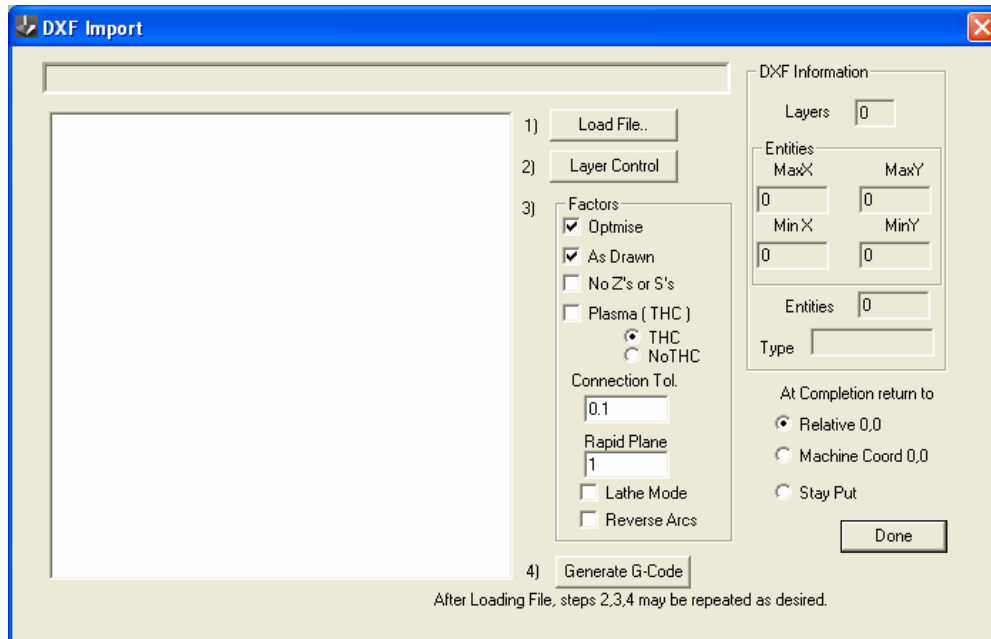 DXF Import
DXF Information
Layers 0
Entities
MaxX MaxY
0 0
Min X MinY
0 0
Entities 0
Type
1) Load File..
2) Layer Control
3) Factors
Optmise
As Drawn
No Z's or S's
Plasma ( THC )
THC
NoTHC
Connection Tol.
0.1
Rapid Plane
1
Lathe Mode
Reverse Arcs
At Completion return to
Relative 0,0
Machine Coord 0,0
Stay Put
Done
4) Generate G-Code
After Loading File, steps 2,3,4 may be repeated as desired.